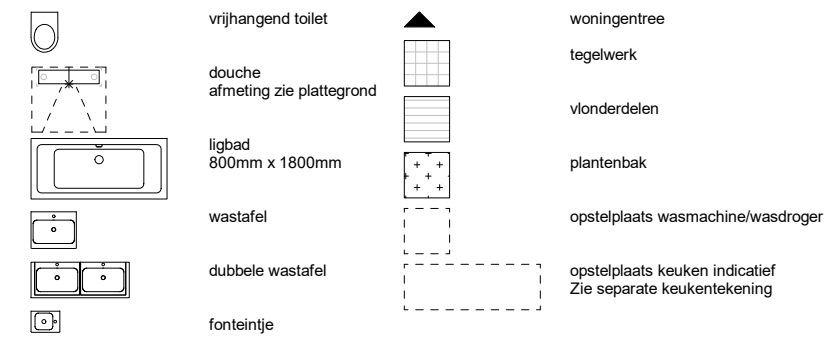 vrijhangend toilet
douche
afmeting zie plattegrond
ligbad
800mm x 1800mm
wastafel
dubbele wastafel
fonteintje
woningentree
tegelwerk
vlonderdelen
plantenbak
opstelplaats wasmachine/wasdroger
opstelplaats keuken indicatief
Zie separate keukentekening